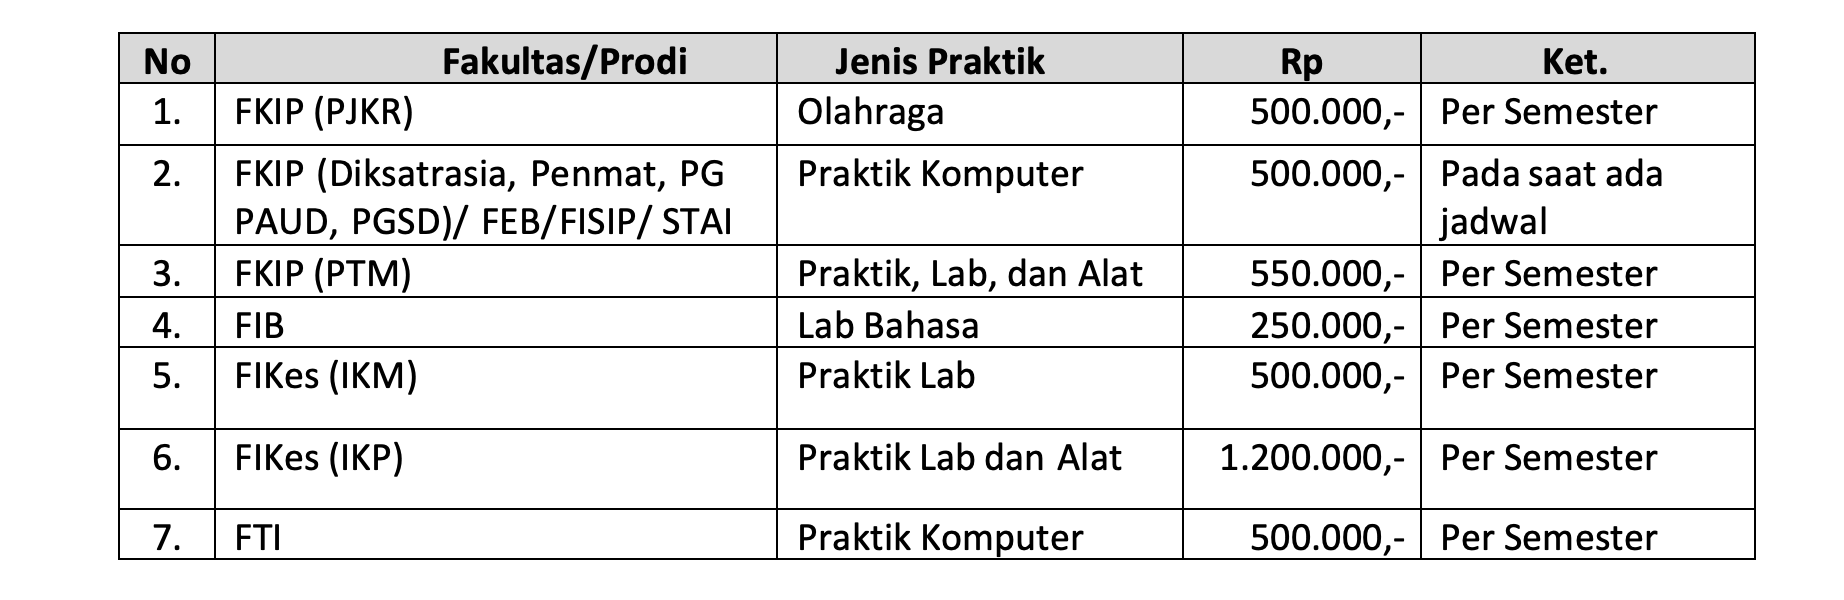 No Fakultas/Prodi Jenis Praktik Rp Ket.
1. FKIP (PJKR) Olahraga 500.000,- Per Semester
2. FKIP (Diksatrasia, Penmat, PG Praktik Komputer 500.000,- Pada saat ada
PAUD, PGSD)/ FEB/FISIP/ STAI jadwal
3. FKIP (PTM) Praktik, Lab, dan Alat 550.000,- Per Semester
4. FIB Lab Bahasa 250.000,- Per Semester
5. FIKes (IKM) Praktik Lab 500.000,- Per Semester
6. FIKes (IKP) Praktik Lab dan Alat 1.200.000,- Per Semester
7. FTI Praktik Komputer 500.000,- Per Semester